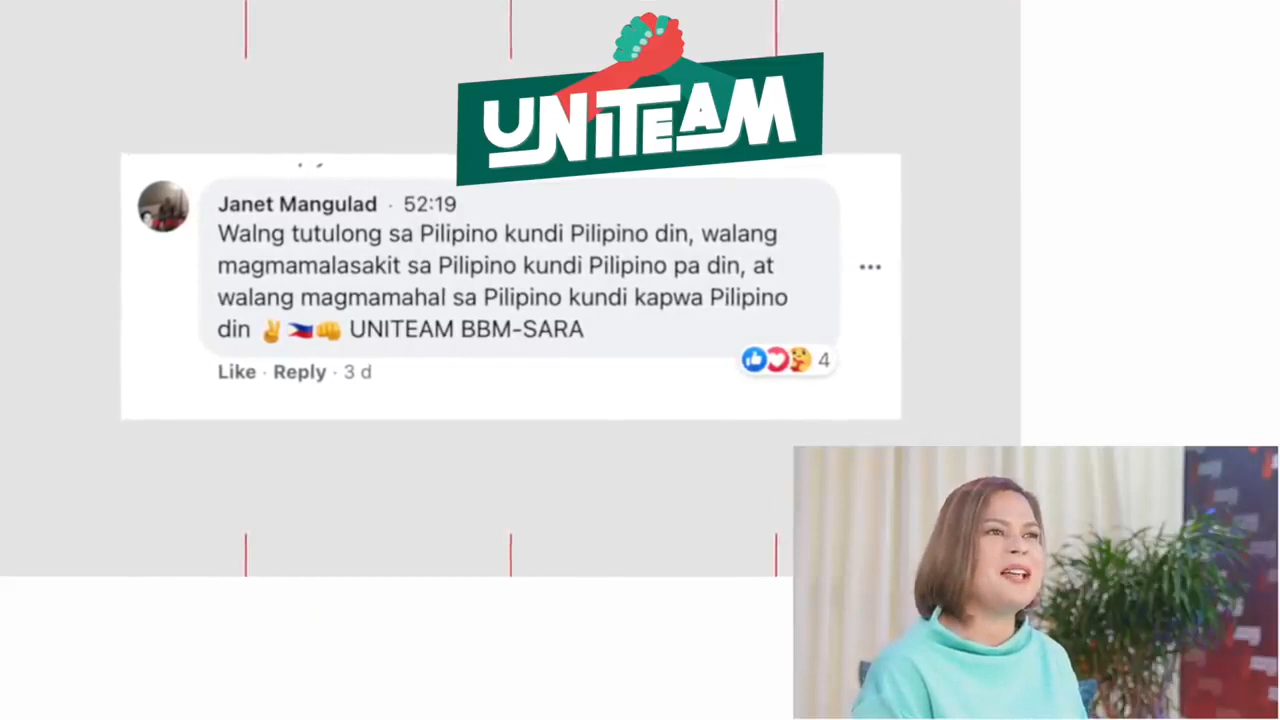 UNiTEAM
Janet Mangulad · 52:19
Walng tutulong sa Pilipino kundi Pilipino din, walang
magmamalasakit sa Pilipino kundi Pilipino pa din, at
walang magmamahal sa Pilipino kundi kapwa Pilipino
din ✌️🇵🇭👊 UNITEAM BBM-SARA
Like · Reply · 3 d
4